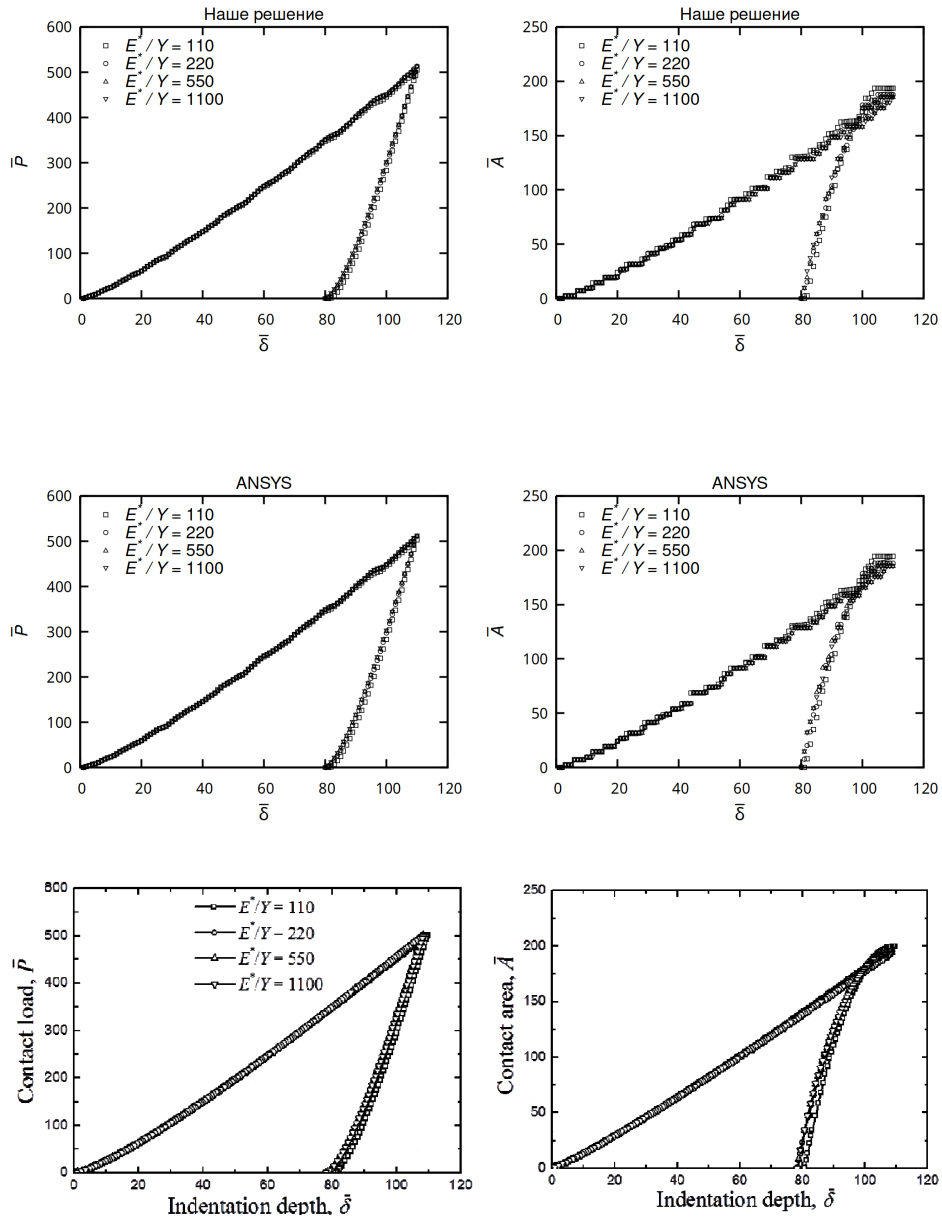 Наше решение
600
500
400
300
200
100
0
P̅
E*/Y = 110
E*/Y = 220
E*/Y = 550
E*/Y = 1100
0 20 40 60 80 100 120
δ̅
Наше решение
250
200
150
100
50
0
A̅
E*/Y = 110
E*/Y = 220
E*/Y = 550
E*/Y = 1100
0 20 40 60 80 100 120
δ̅
ANSYS
600
500
400
300
200
100
0
P̅
E*/Y = 110
E*/Y = 220
E*/Y = 550
E*/Y = 1100
0 20 40 60 80 100 120
δ̅
ANSYS
250
200
150
100
50
0
A̅
E*/Y = 110
E*/Y = 220
E*/Y = 550
E*/Y = 1100
0 20 40 60 80 100 120
δ̅
600
500
400
300
200
100
0
Contact load, P̅
E*/Y = 110
E*/Y – 220
E*/Y = 550
E*/Y = 1100
0 20 40 60 80 100 120
Indentation depth, δ̅
250
200
150
100
50
0
Contact area, A̅
0 20 40 60 80 100 120
Indentation depth, δ̅